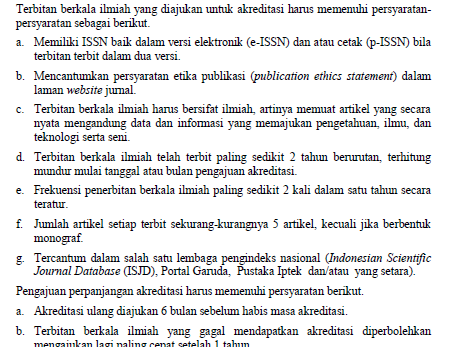 Terbitan berkala ilmiah yang diajukan untuk akreditasi harus memenuhi persyaratan-
persyaratan sebagai berikut.
a. Memiliki ISSN baik dalam versi elektronik (e-ISSN) dan atau cetak (p-ISSN) bila
terbitan terbit dalam dua versi.
b. Mencantumkan persyaratan etika publikasi (publication ethics statement) dalam
laman website jurnal.
c. Terbitan berkala ilmiah harus bersifat ilmiah, artinya memuat artikel yang secara
nyata mengandung data dan informasi yang memajukan pengetahuan, ilmu, dan
teknologi serta seni.
d. Terbitan berkala ilmiah telah terbit paling sedikit 2 tahun berurutan, terhitung
mundur mulai tanggal atau bulan pengajuan akreditasi.
e. Frekuensi penerbitan berkala ilmiah paling sedikit 2 kali dalam satu tahun secara
teratur.
f. Jumlah artikel setiap terbit sekurang-kurangnya 5 artikel, kecuali jika berbentuk
monograf.
g. Tercantum dalam salah satu lembaga pengindeks nasional (Indonesian Scientific
Journal Database (ISJD), Portal Garuda, Pustaka Iptek dan/atau yang setara).
Pengajuan perpanjangan akreditasi harus memenuhi persyaratan berikut.
a. Akreditasi ulang diajukan 6 bulan sebelum habis masa akreditasi.
b. Terbitan berkala ilmiah yang gagal mendapatkan akreditasi diperbolehkan
mengajukan lagi paling cepat setelah 1 tahun